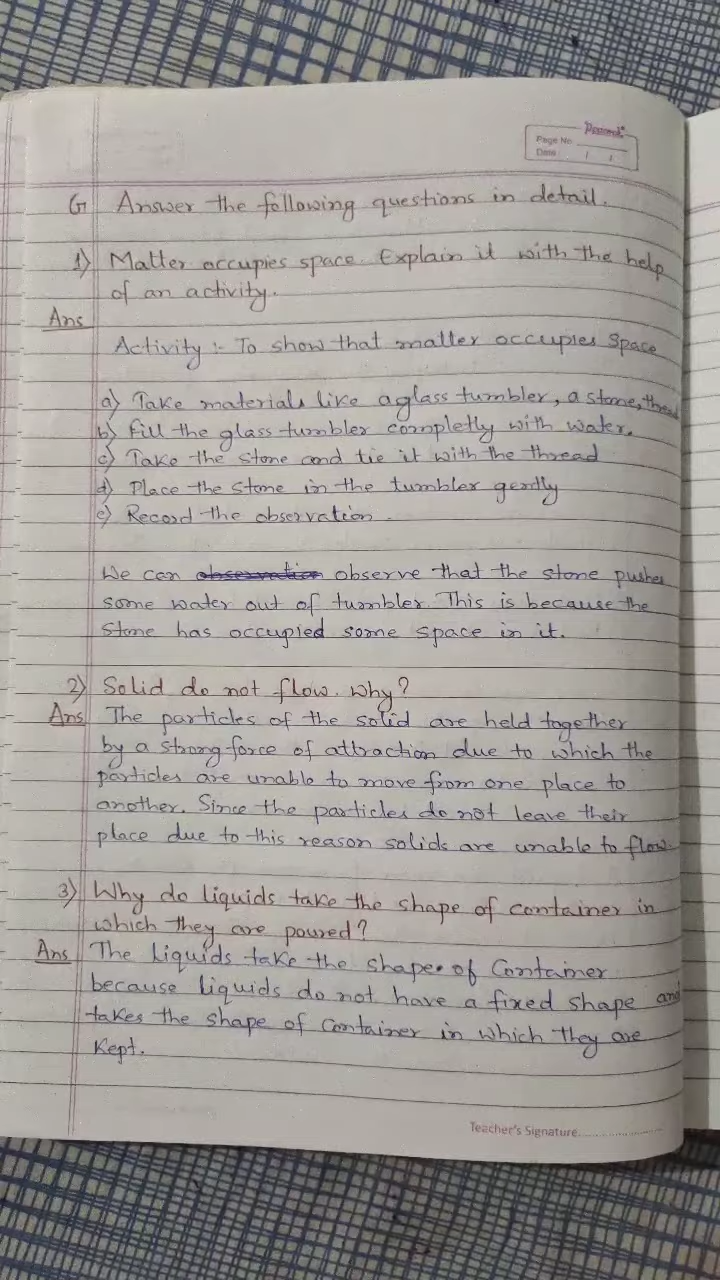 Page No
Date / /
G Answer the following questions in detail.
1) Matter occupies space. Explain it with the help
of an activity.
Ans
Activity :- To show that matter occupies Space
a) Take materials like a glass tumbler, a stone, thread
b) Fill the glass tumbler completly with water.
c) Take the stone and tie it with the thread
d) Place the stone in the tumbler gently
e) Record the observation.
We can observation observe that the stone pushes
some water out of tumbler. This is because the
stone has occupied some space in it.
2) Solid do not flow. Why?
Ans The particles of the solid are held together
by a strong force of attraction due to which the
particles are unable to move from one place to
another. Since the particles do not leave their
place due to this reason solids are unable to flow.
3) Why do liquids take the shape of container in
which they are poured?
Ans The liquids take the shape of Container
because liquids do not have a fixed shape and
takes the shape of container in which they are
kept.
Teacher's Signature